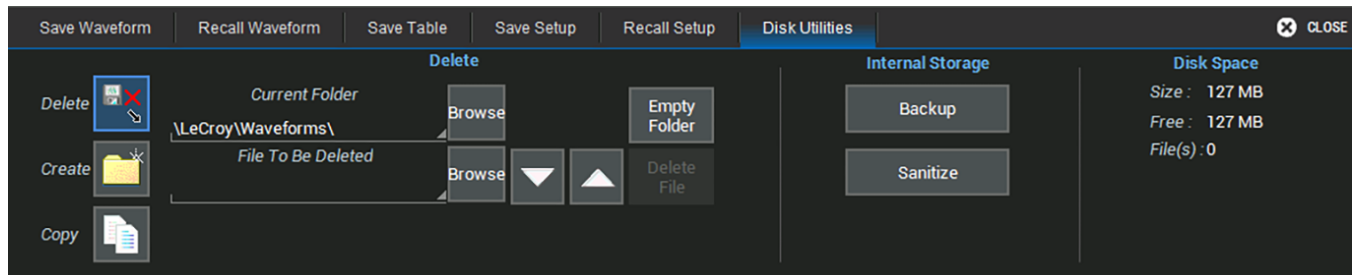 Save Waveform Recall Waveform Save Table Save Setup Recall Setup Disk Utilities CLOSE
Delete Internal Storage Disk Space
Delete Current Folder Browse Empty Folder Backup Size : 127 MB
\LeCroy\Waveforms\ Free : 127 MB
Create File To Be Deleted Browse Delete File Sanitize File(s) : 0
Copy